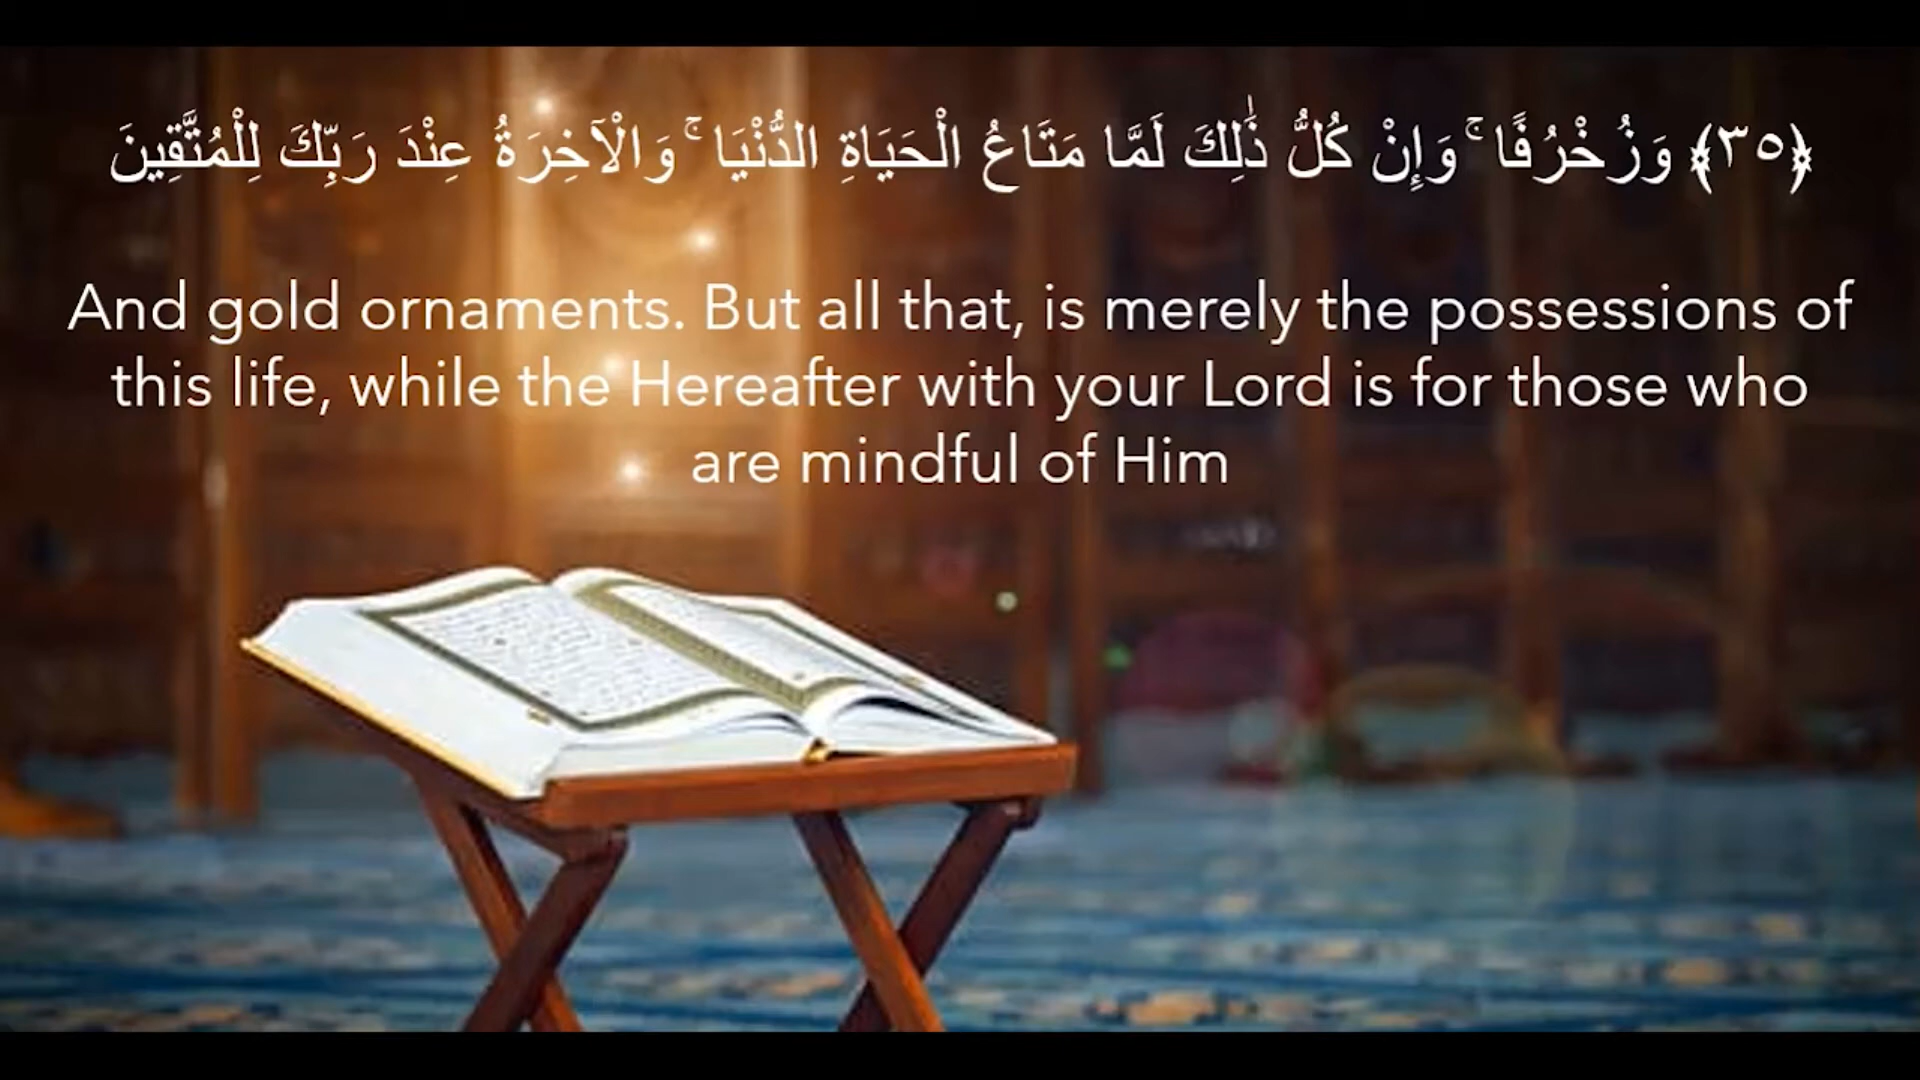 ﴿٣٥﴾ وَزُخْرُفًا ۚ وَإِنْ كُلُّ ذَٰلِكَ لَمَّا مَتَاعُ الْحَيَاةِ الدُّنْيَا ۚ وَالْآخِرَةُ عِنْدَ رَبِّكَ لِلْمُتَّقِينَ
And gold ornaments. But all that, is merely the possessions of
this life, while the Hereafter with your Lord is for those who
are mindful of Him